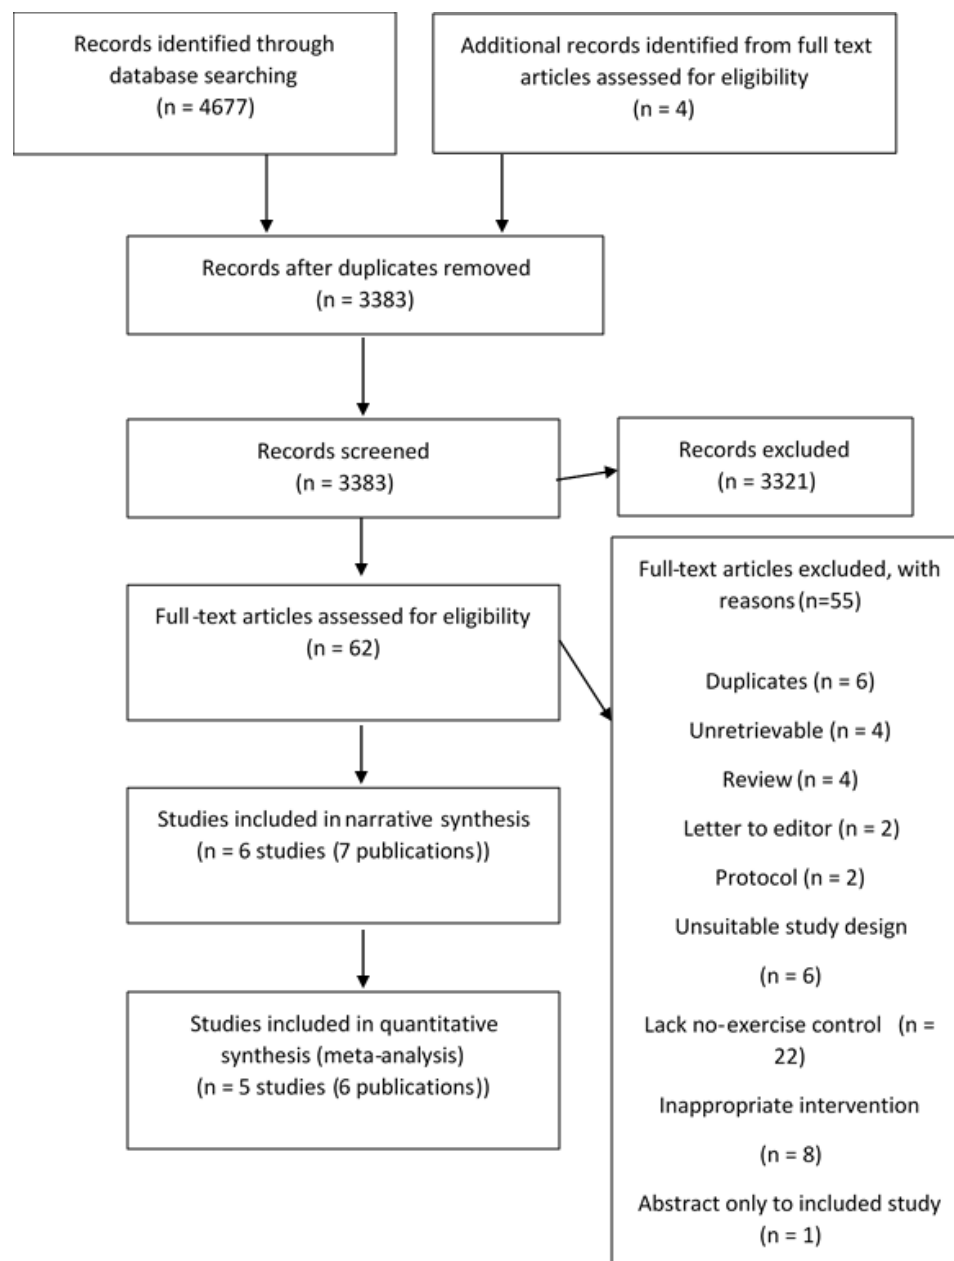 Records identified through
database searching
(n = 4677)
Additional records identified from full text
articles assessed for eligibility
(n = 4)
Records after duplicates removed
(n = 3383)
Records screened
(n = 3383)
Records excluded
(n = 3321)
Full-text articles assessed for eligibility
(n = 62)
Full-text articles excluded, with
reasons (n=55)
Duplicates (n = 6)
Unretrievable (n = 4)
Review (n = 4)
Letter to editor (n = 2)
Protocol (n = 2)
Unsuitable study design
(n = 6)
Lack no-exercise control (n =
22)
Inappropriate intervention
(n = 8)
Abstract only to included study
(n = 1)
Studies included in narrative synthesis
(n = 6 studies (7 publications))
Studies included in quantitative
synthesis (meta-analysis)
(n = 5 studies (6 publications))